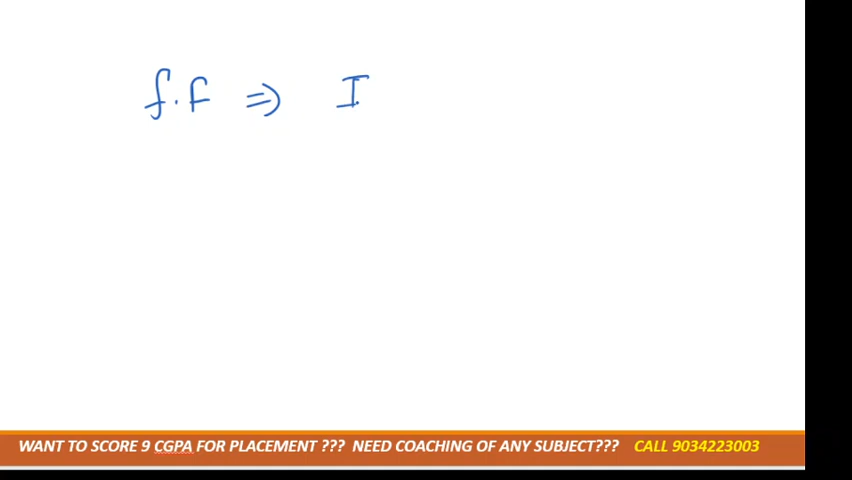 f.f ⇒ I
WANT TO SCORE 9 CGPA FOR PLACEMENT ??? NEED COACHING OF ANY SUBJECT??? CALL 9034223003